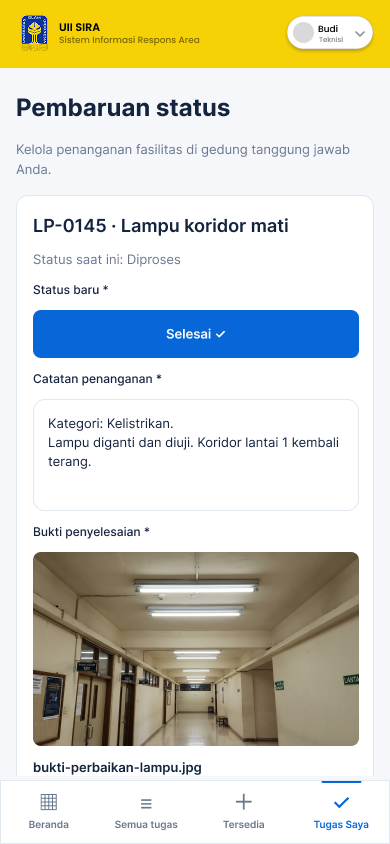 UII SIRA
Sistem Informasi Respons Area
Budi
Teknisi
Pembaruan status
Kelola penanganan fasilitas di gedung tanggung jawab
Anda.
LP-0145 · Lampu koridor mati
Status saat ini: Diproses
Status baru *
Selesai ✓
Catatan penanganan *
Kategori: Kelistrikan.
Lampu diganti dan diuji. Koridor lantai 1 kembali
terang.
Bukti penyelesaian *
bukti-perbaikan-lampu.jpg
Beranda
Semua tugas
Tersedia
Tugas Saya